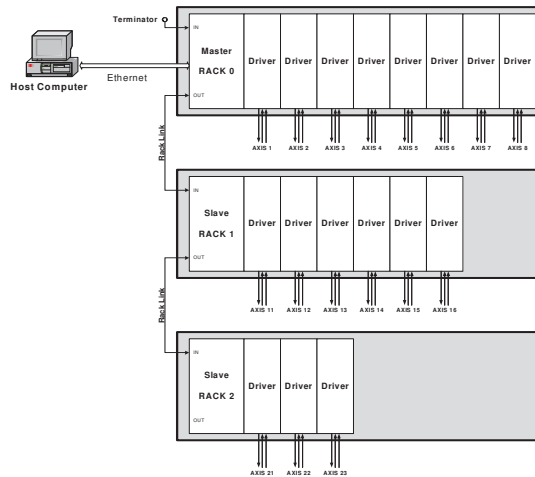 Terminator
IN
Master
RACK 0
OUT
Driver Driver Driver Driver Driver Driver Driver Driver
Host Computer
Ethernet
AXIS 1 AXIS 2 AXIS 3 AXIS 4 AXIS 5 AXIS 6 AXIS 7 AXIS 8
Rack Link
IN
Slave
RACK 1
OUT
Driver Driver Driver Driver Driver Driver
AXIS 11 AXIS 12 AXIS 13 AXIS 14 AXIS 15 AXIS 16
Rack Link
IN
Slave
RACK 2
OUT
Driver Driver Driver
AXIS 21 AXIS 22 AXIS 23